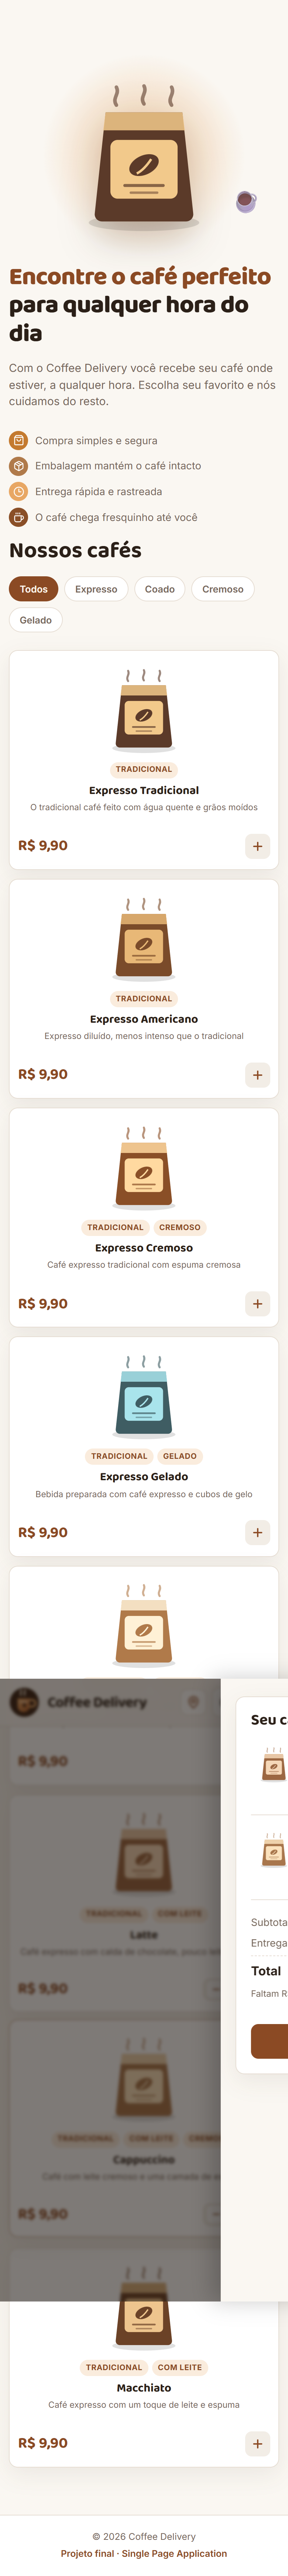 Encontre o café perfeito
para qualquer hora do
dia
Com o Coffee Delivery você recebe seu café onde
estiver, a qualquer hora. Escolha seu favorito e nós
cuidamos do resto.
Compra simples e segura
Embalagem mantém o café intacto
Entrega rápida e rastreada
O café chega fresquinho até você
Nossos cafés
Todos Expresso Coado Cremoso
Gelado
TRADICIONAL
Expresso Tradicional
O tradicional café feito com água quente e grãos moídos
R$ 9,90 +
TRADICIONAL
Expresso Americano
Expresso diluído, menos intenso que o tradicional
R$ 9,90 +
TRADICIONAL CREMOSO
Expresso Cremoso
Café expresso tradicional com espuma cremosa
R$ 9,90 +
TRADICIONAL GELADO
Expresso Gelado
Bebida preparada com café expresso e cubos de gelo
R$ 9,90 +
Coffee Delivery
R$ 9,90
TRADICIONAL COM LEITE
Latte
R$ 9,90
TRADICIONAL COM LEITE
Cappuccino
R$ 9,90
Seu c
Subtota
Entrega
Total
Faltam R
TRADICIONAL COM LEITE
Macchiato
Café expresso com um toque de leite e espuma
R$ 9,90 +
© 2026 Coffee Delivery
Projeto final · Single Page Application